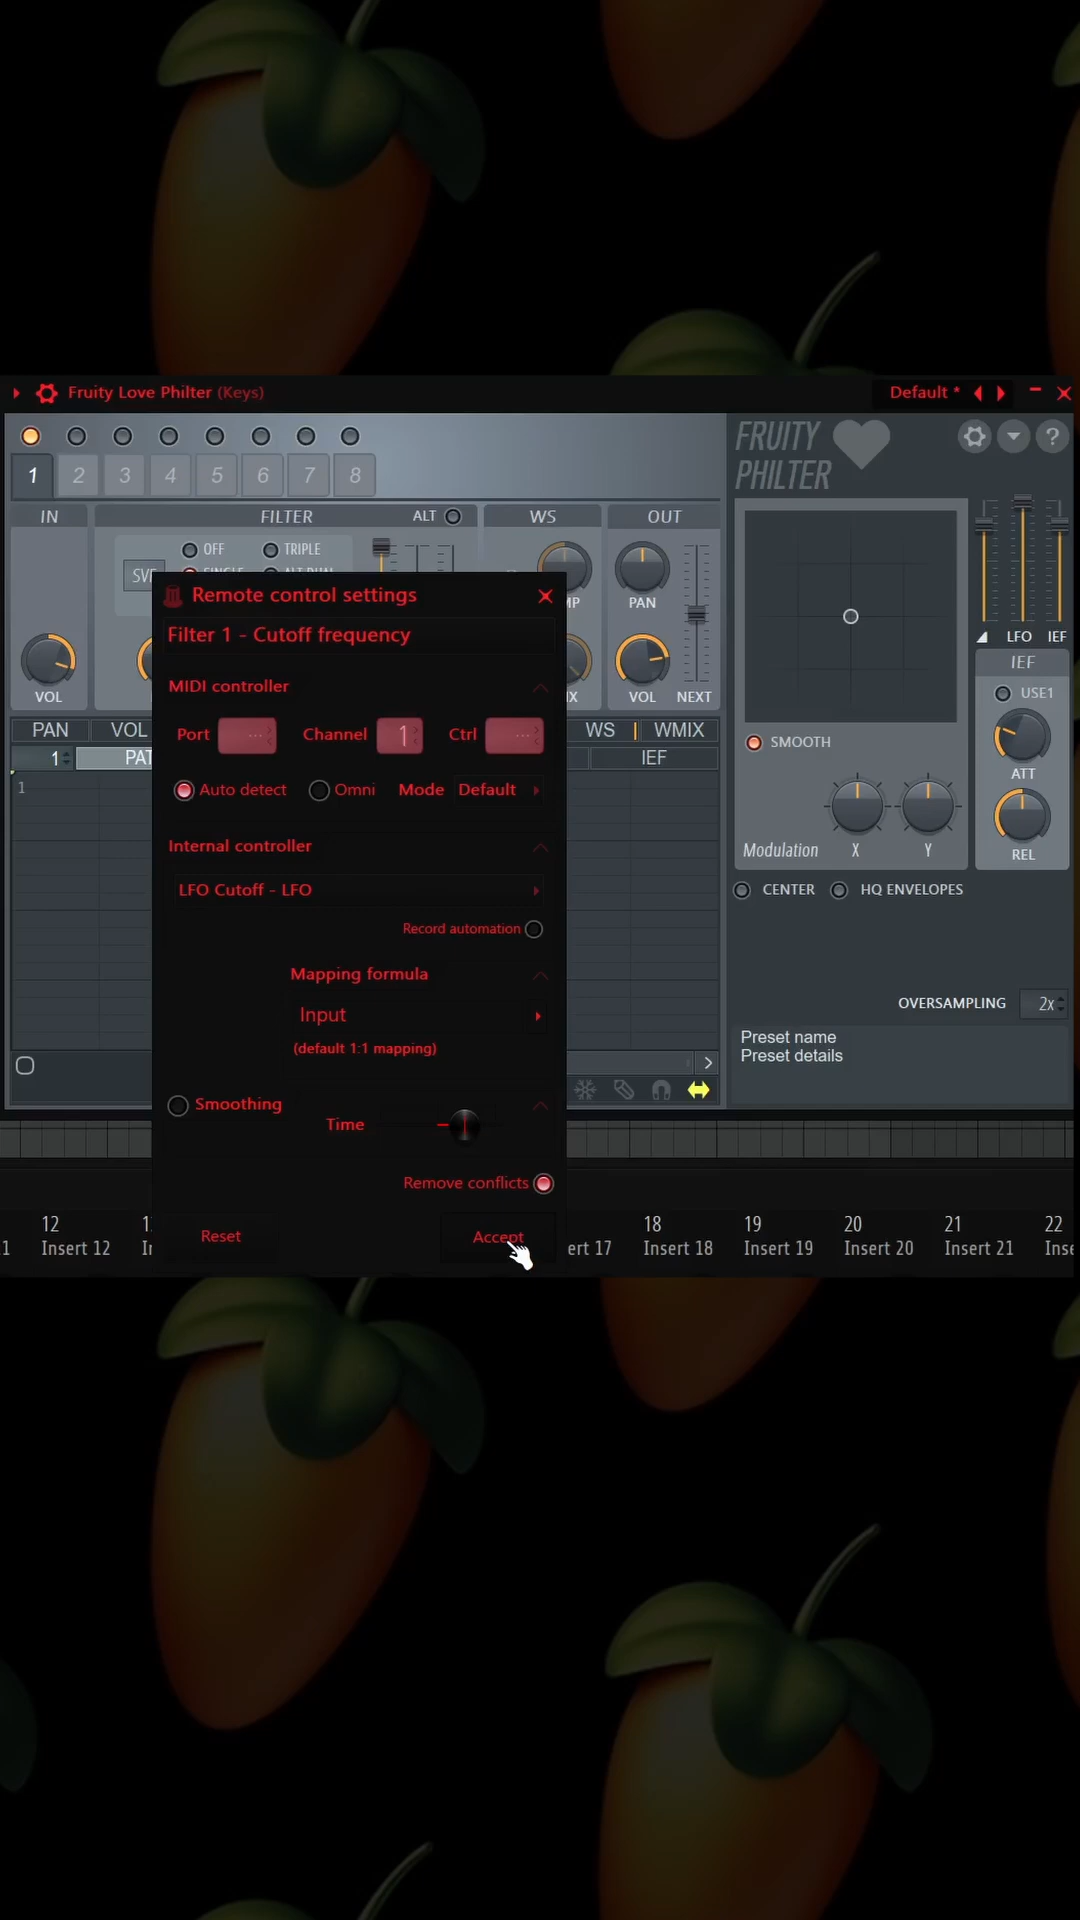 Fruity Love Philter (Keys)
Default *
FRUITY
PHILTER
?
1 2 3 4 5 6 7 8
IN
FILTER
ALT
WS
OUT
OFF
TRIPLE
PAN
VOL
VOL
NEXT
PAN
VOL
WS
WMIX
1
IEF
1
Remote control settings
Filter 1 - Cutoff frequency
MIDI controller
Port ---
Channel 1
Ctrl ---
Auto detect
Omni
Mode Default
Internal controller
LFO Cutoff - LFO
Record automation
Mapping formula
Input
(default 1:1 mapping)
Smoothing
Time
Remove conflicts
Reset
Accept
LFO
IEF
IEF
USE1
ATT
REL
SMOOTH
Modulation
X
Y
CENTER
HQ ENVELOPES
OVERSAMPLING
2x
Preset name
Preset details
12
18
19
20
21
22
Insert 12
ert 17
Insert 18
Insert 19
Insert 20
Insert 21
Inse